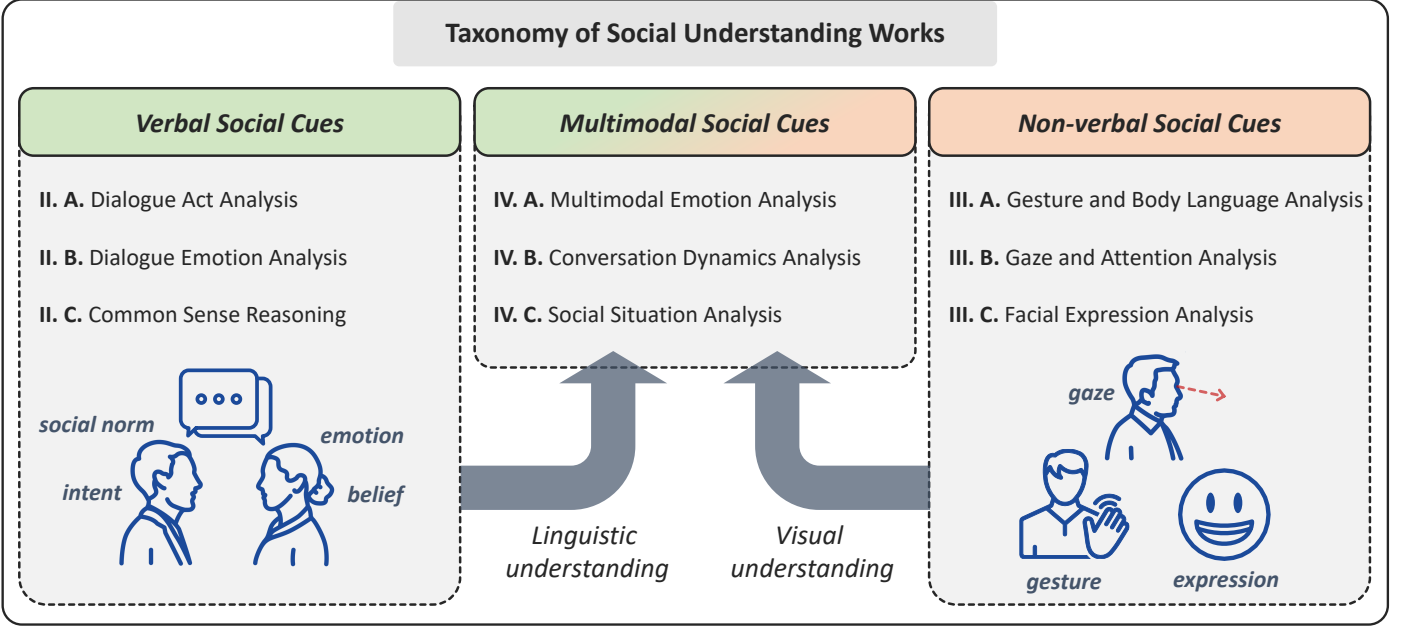 Taxonomy of Social Understanding Works
Verbal Social Cues
II. A. Dialogue Act Analysis
II. B. Dialogue Emotion Analysis
II. C. Common Sense Reasoning
social norm
emotion
intent
belief
Multimodal Social Cues
IV. A. Multimodal Emotion Analysis
IV. B. Conversation Dynamics Analysis
IV. C. Social Situation Analysis
Linguistic
understanding
Visual
understanding
Non-verbal Social Cues
III. A. Gesture and Body Language Analysis
III. B. Gaze and Attention Analysis
III. C. Facial Expression Analysis
gaze
gesture
expression